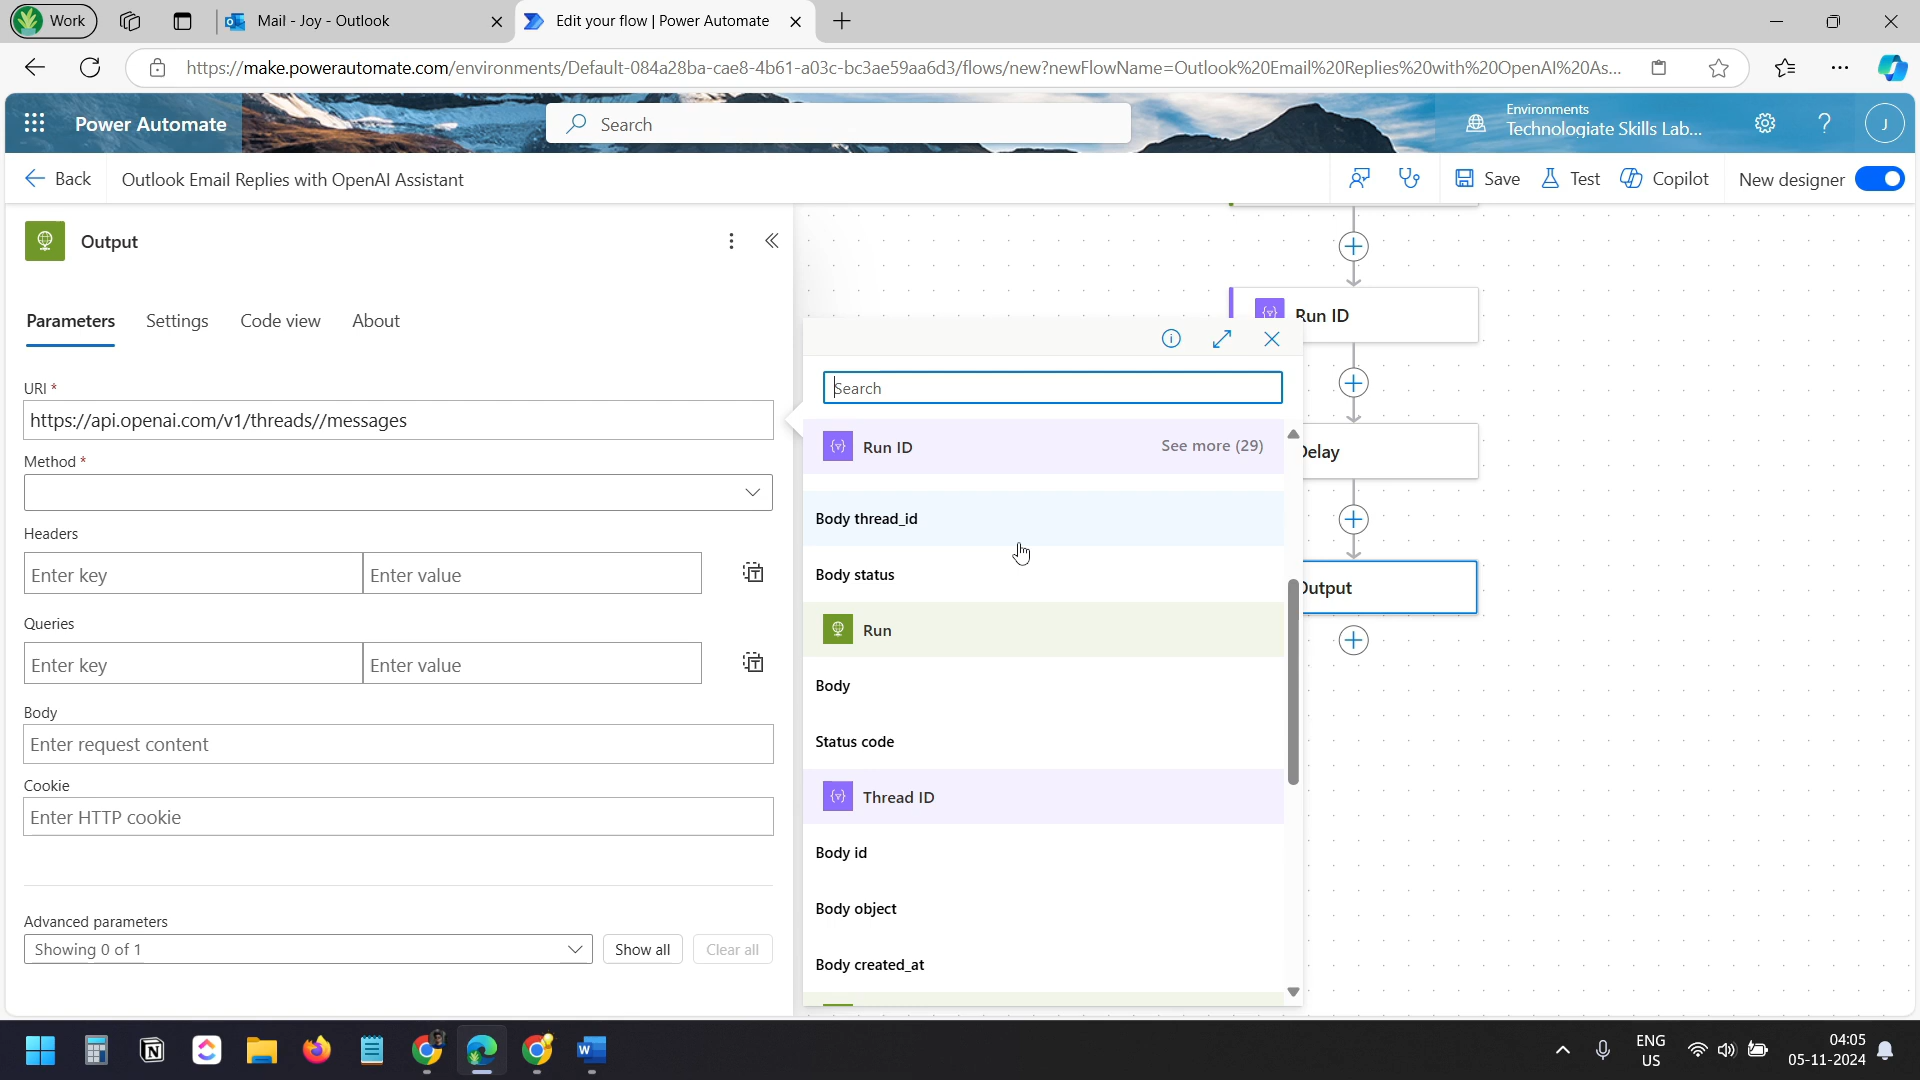 Work
Mail - Joy - Outlook
Edit your flow | Power Automate
https://make.powerautomate.com/environments/Default-084a28ba-cae8-4b61-a03c-bc3ae59aa6d3/flows/new?newFlowName=Outlook%20Email%20Replies%20with%20OpenAI%20As...
Power Automate
Search
Environments
Technologiate Skills Lab...
J
Back
Outlook Email Replies with OpenAI Assistant
Save
Test
Copilot
New designer
Output
Parameters
Settings
Code view
About
URI *
https://api.openai.com/v1/threads//messages
Method *
Headers
Enter key
Enter value
Queries
Enter key
Enter value
Body
Enter request content
Cookie
Enter HTTP cookie
Advanced parameters
Showing 0 of 1
Show all
Clear all
Search
Run ID
See more (29)
Body thread_id
Body status
Run
Body
Status code
Thread ID
Body id
Body object
Body created_at
Run ID
Delay
Output
ENG
US
04:05
05-11-2024